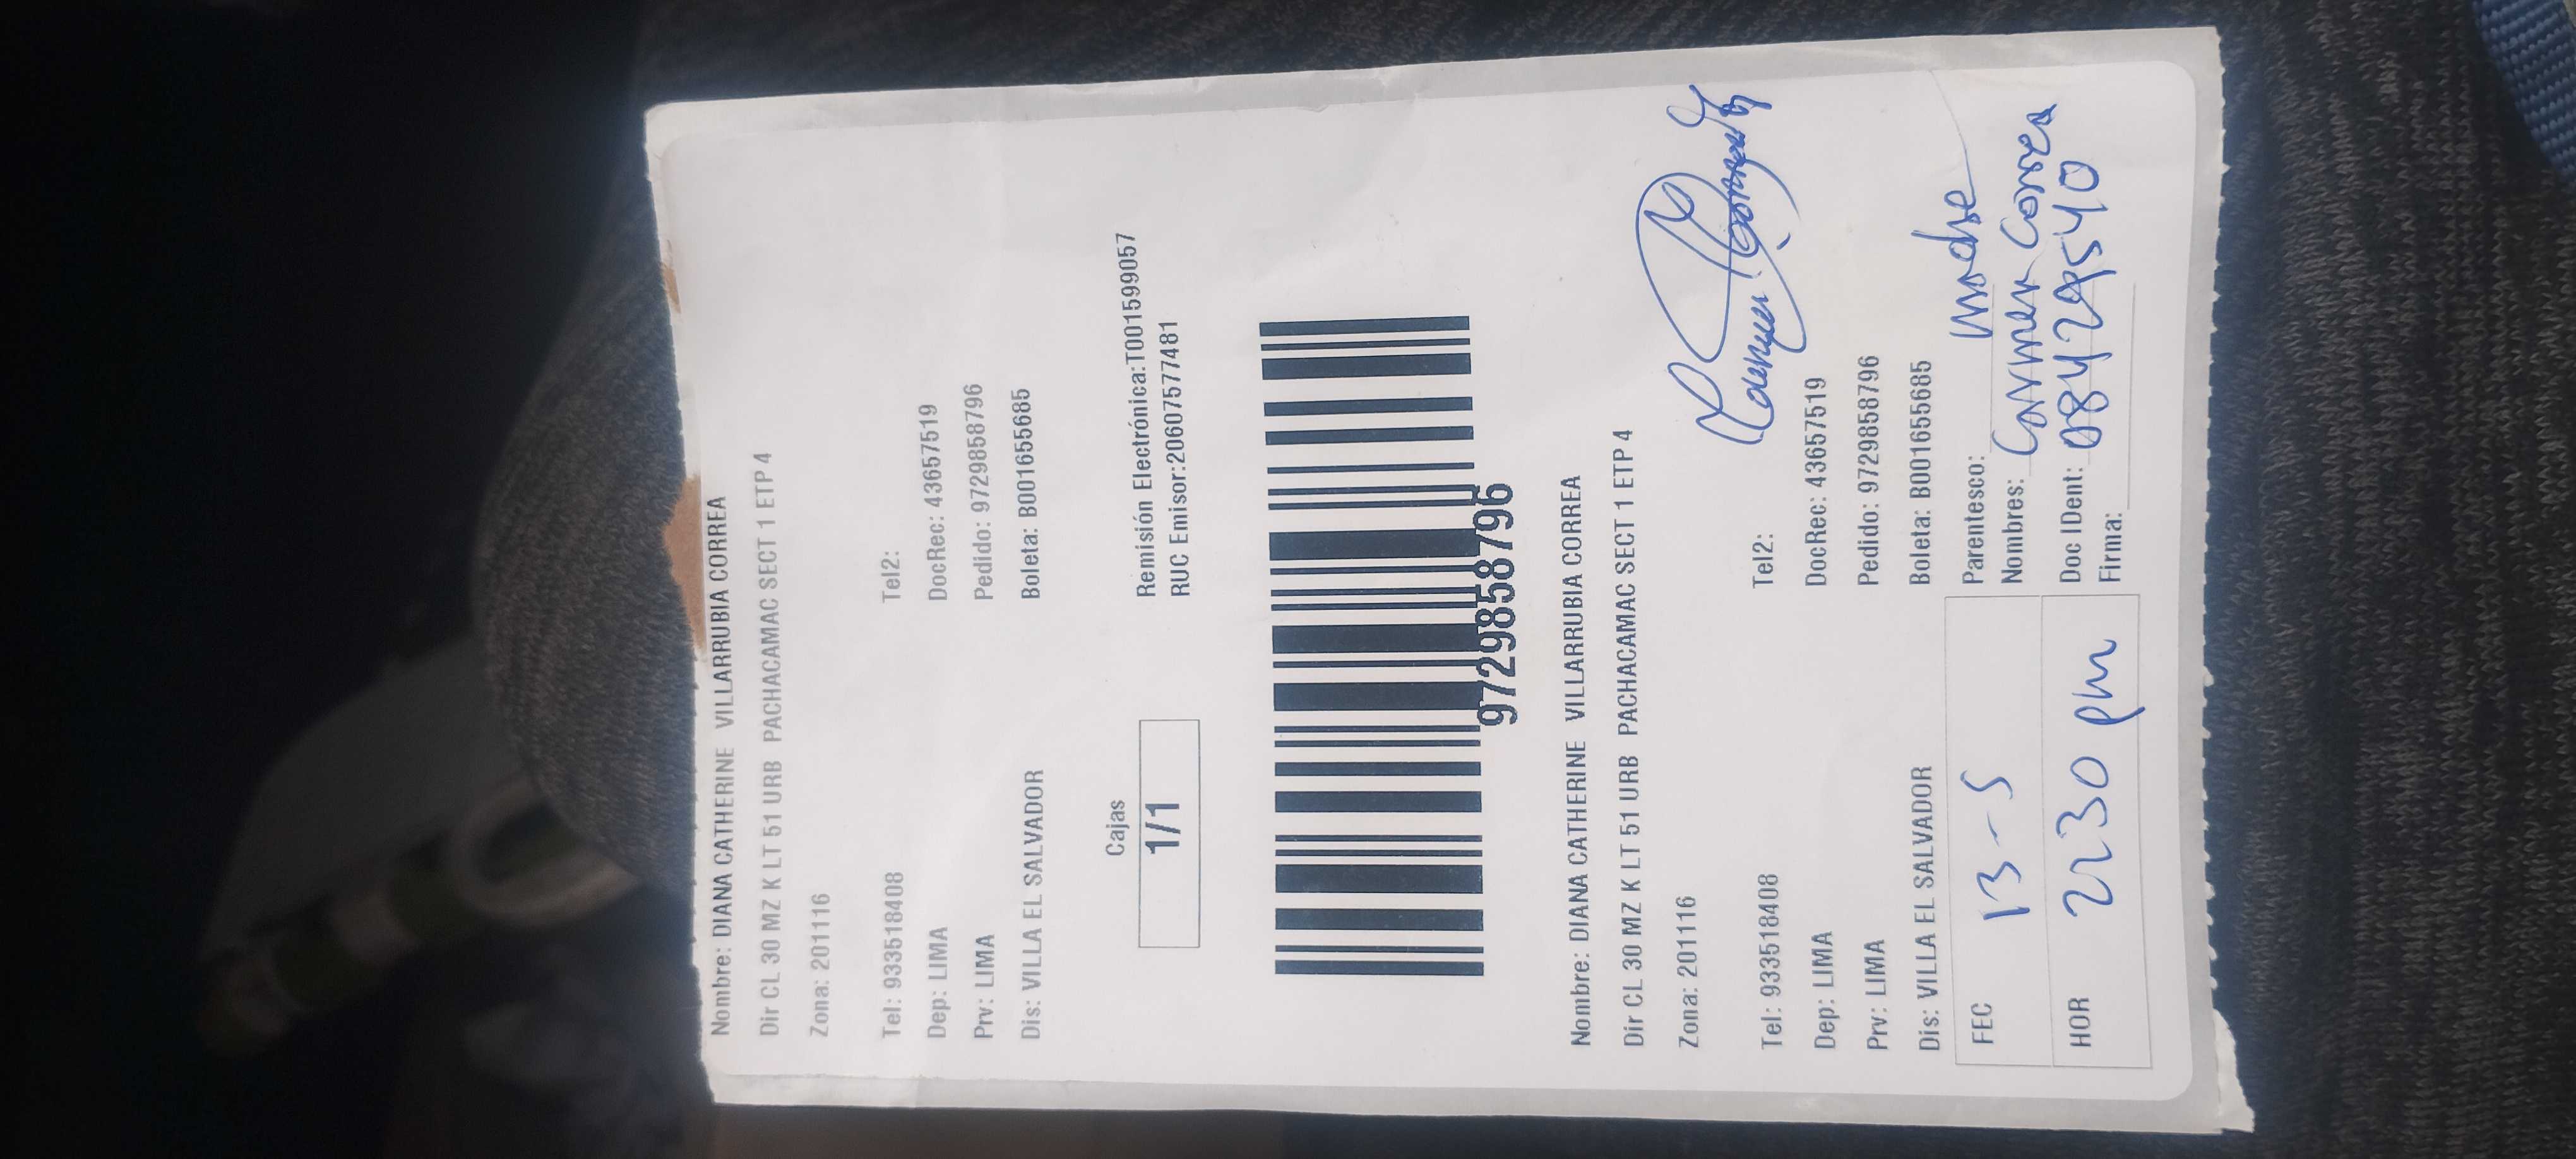 Nombre: DIANA CATHERINE VILLARRUBIA CORREA
Dir CL 30 MZ K LT 51 URB PACHACAMAC SECT 1 ETP 4
Zona: 201116
Tel: 933518408 Tel2:
Dep: LIMA DocRec: 43657519
Prv: LIMA Pedido: 972985879​6
Dis: VILLA EL SALVADOR Boleta: B001655685
Cajas
1/1
Remisión Electrónica:T001599057
RUC Emisor:20607577481
9729858796
Nombre: DIANA CATHERINE VILLARRUBIA CORREA
Dir CL 30 MZ K LT 51 URB PACHACAMAC SECT 1 ETP 4
Zona: 201116
Tel: 933518408 Tel2:
Dep: LIMA DocRec: 43657519
Prv: LIMA Pedido: 9729858796
Dis: VILLA EL SALVADOR Boleta: B001655685
FEC 13-5 Parentesco: madre
Nombres: Carmen Correa
HOR 2230 pm Doc IDent:
Firma: